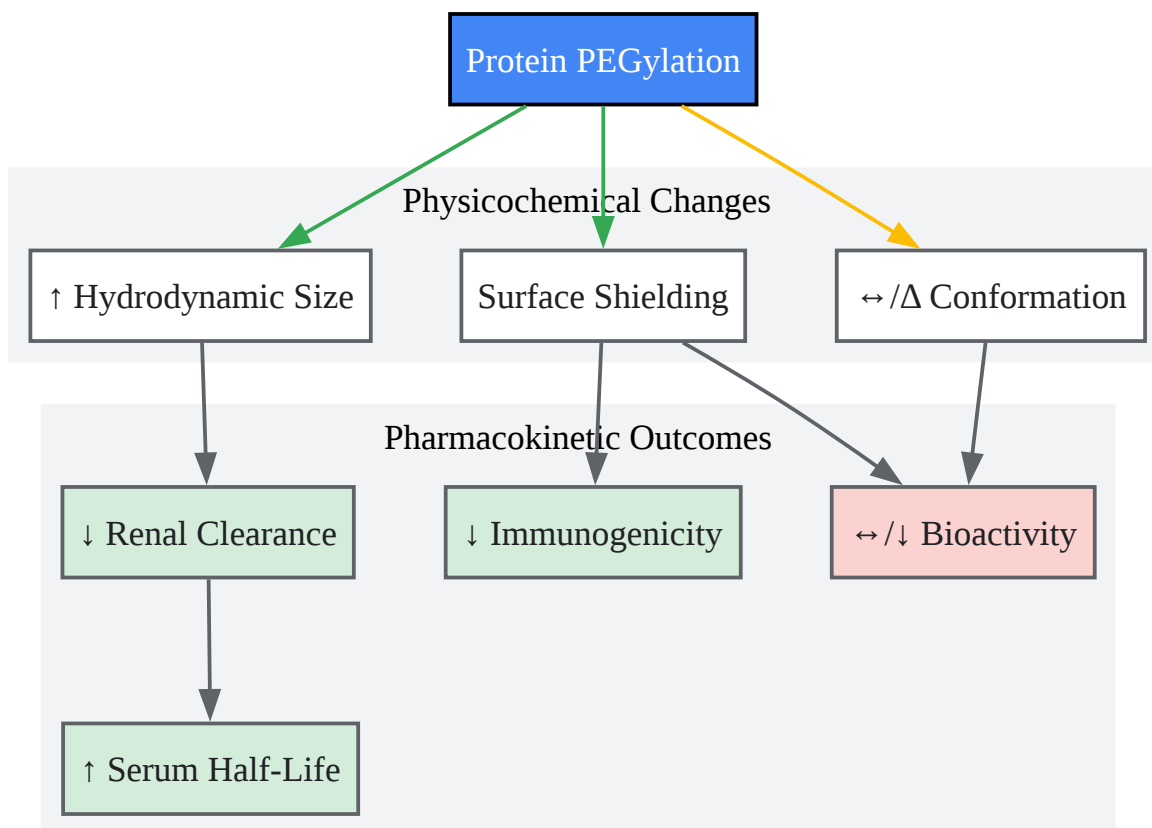 Protein PEGylation
Physicochemical Changes
↑ Hydrodynamic Size
Surface Shielding
↔/Δ Conformation
Pharmacokinetic Outcomes
↓ Renal Clearance
↓ Immunogenicity
↔/↓ Bioactivity
↑ Serum Half-Life